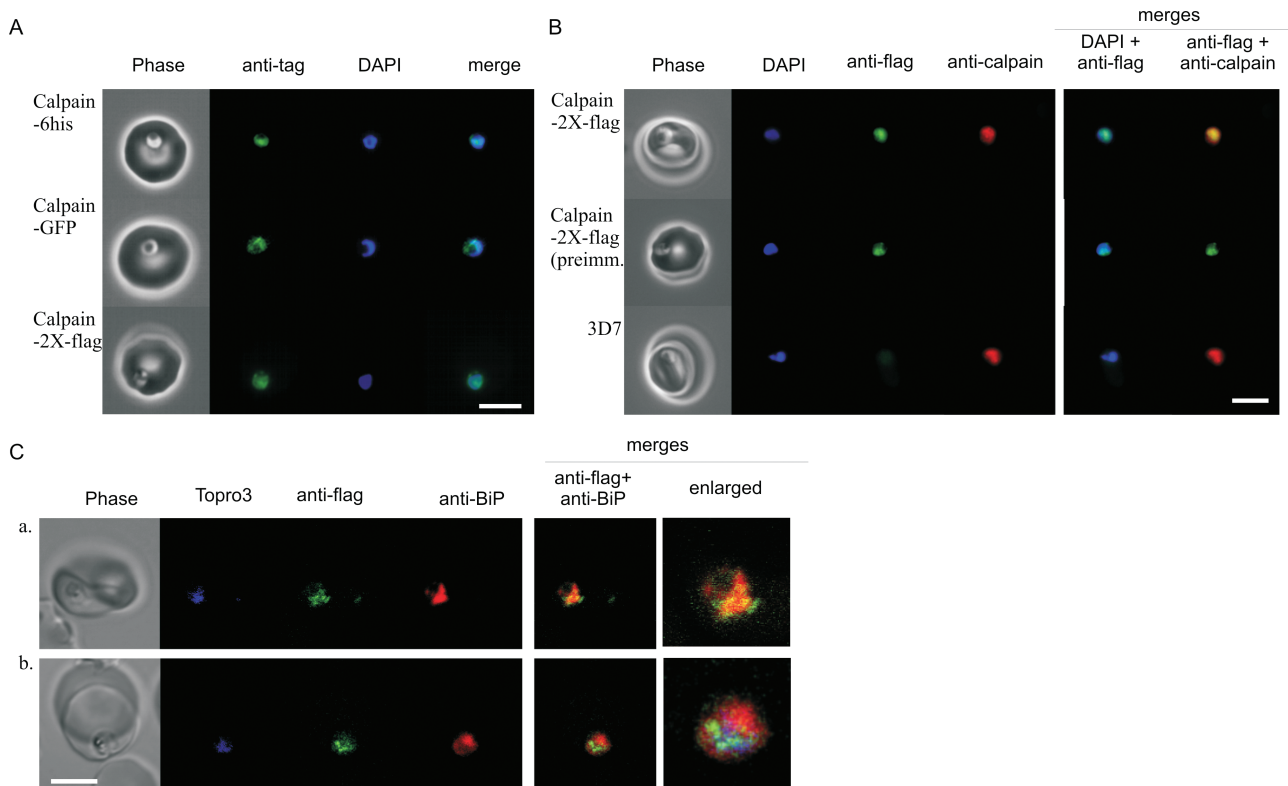 A
Phase
anti-tag
DAPI
merge
Calpain
-6his
Calpain
-GFP
Calpain
-2X-flag
B
merges
Phase
DAPI
anti-flag
anti-calpain
DAPI +
anti-flag
anti-flag +
anti-calpain
Calpain
-2X-flag
Calpain
-2X-flag
(preimm.
3D7
C
merges
Phase
Topro3
anti-flag
anti-BiP
anti-flag+
anti-BiP
enlarged
a.
b.